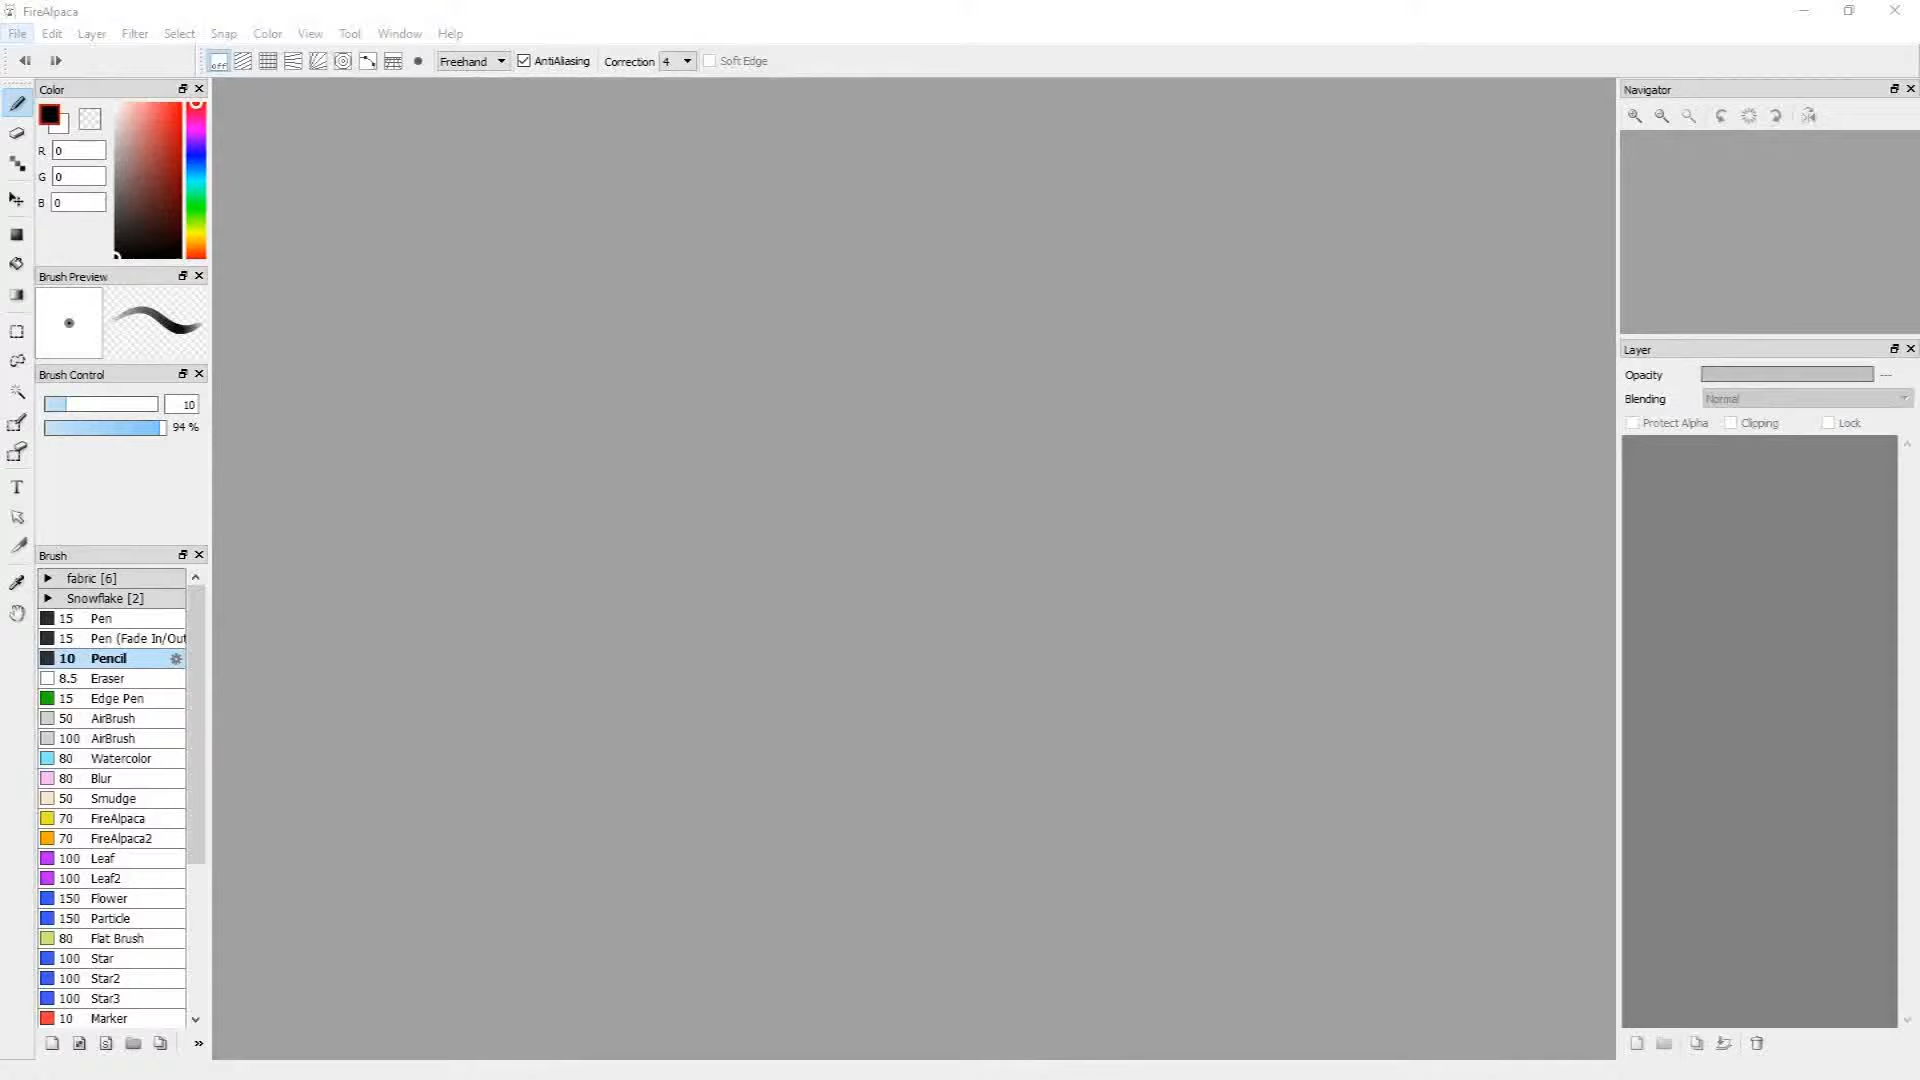 FireAlpaca
File Edit Layer Filter Select Snap Color View Tool Window Help
off Freehand AntiAliasing Correction 4 Soft Edge
Color
R 0
G 0
B 0
Brush Preview
Brush Control
10
94 %
Brush
fabric [6]
Snowflake [2]
15 Pen
15 Pen (Fade In/Out
10 Pencil
8.5 Eraser
15 Edge Pen
50 AirBrush
100 AirBrush
80 Watercolor
80 Blur
50 Smudge
70 FireAlpaca
70 FireAlpaca2
100 Leaf
100 Leaf2
150 Flower
150 Particle
80 Flat Brush
100 Star
100 Star2
100 Star3
10 Marker
T
Navigator
Layer
Opacity ---
Blending Normal
Protect Alpha Clipping Lock